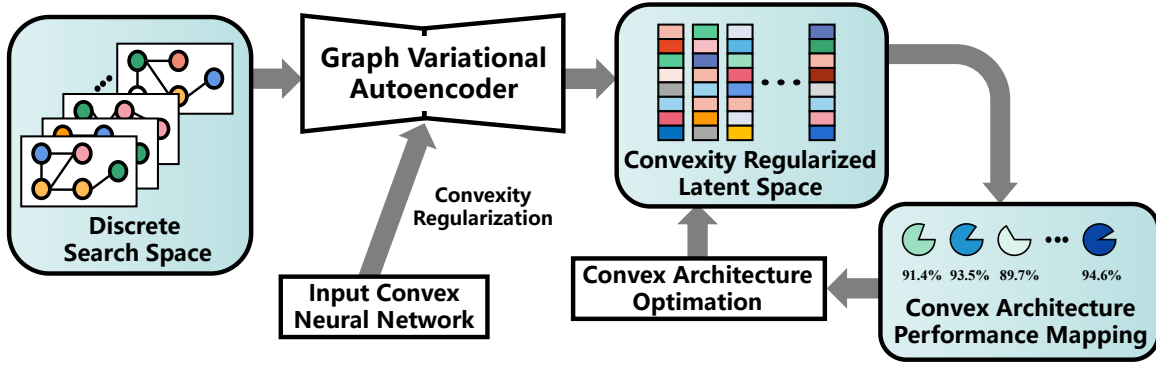 Graph Variational
Autoencoder
Discrete
Search Space
Convexity
Regularization
Input Convex
Neural Network
Convexity Regularized
Latent Space
Convex Architecture
Optimation
91.4% 93.5% 89.7% 94.6%
Convex Architecture
Performance Mapping